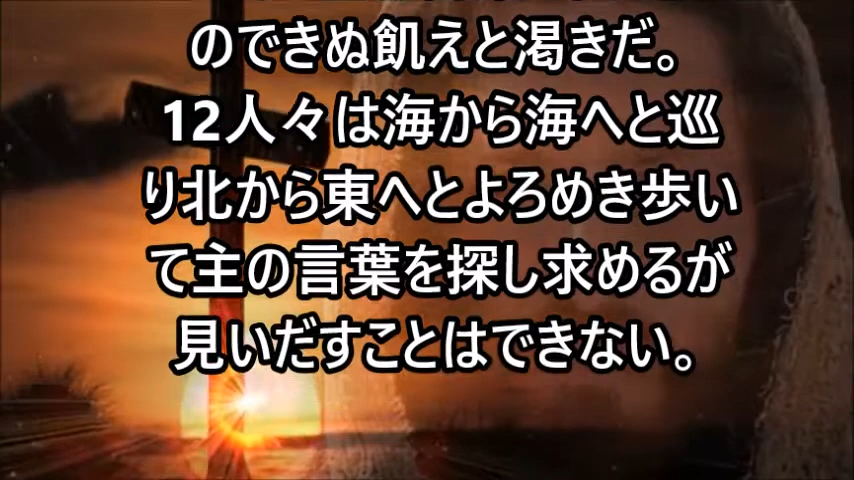 のできぬ飢えと渇きだ。
12人々は海から海へと巡
り北から東へとよろめき歩い
て主の言葉を探し求めるが
見いだすことはできない。